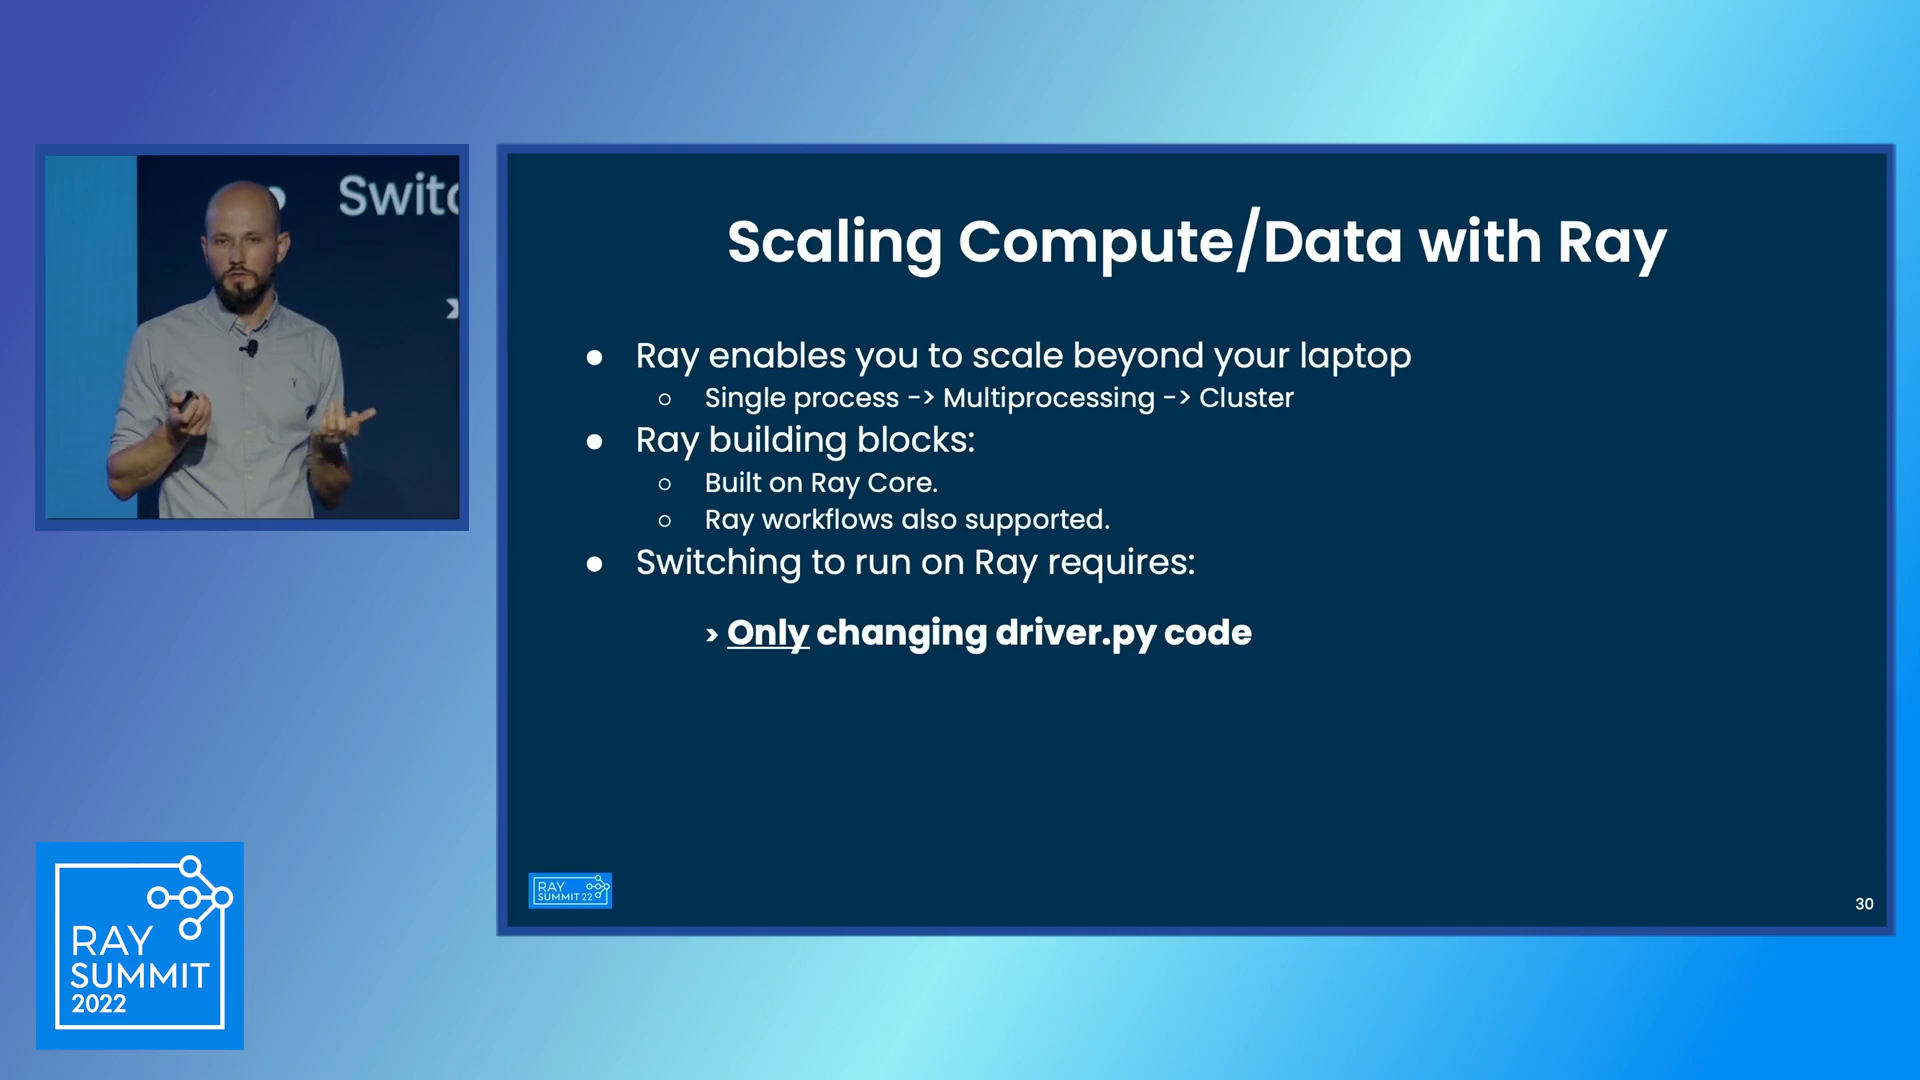 Switc
Scaling Compute/Data with Ray
● Ray enables you to scale beyond your laptop
○ Single process -> Multiprocessing -> Cluster
● Ray building blocks:
○ Built on Ray Core.
○ Ray workflows also supported.
● Switching to run on Ray requires:
› Only changing driver.py code
RAY
SUMMIT 22
30
RAY
SUMMIT
2022